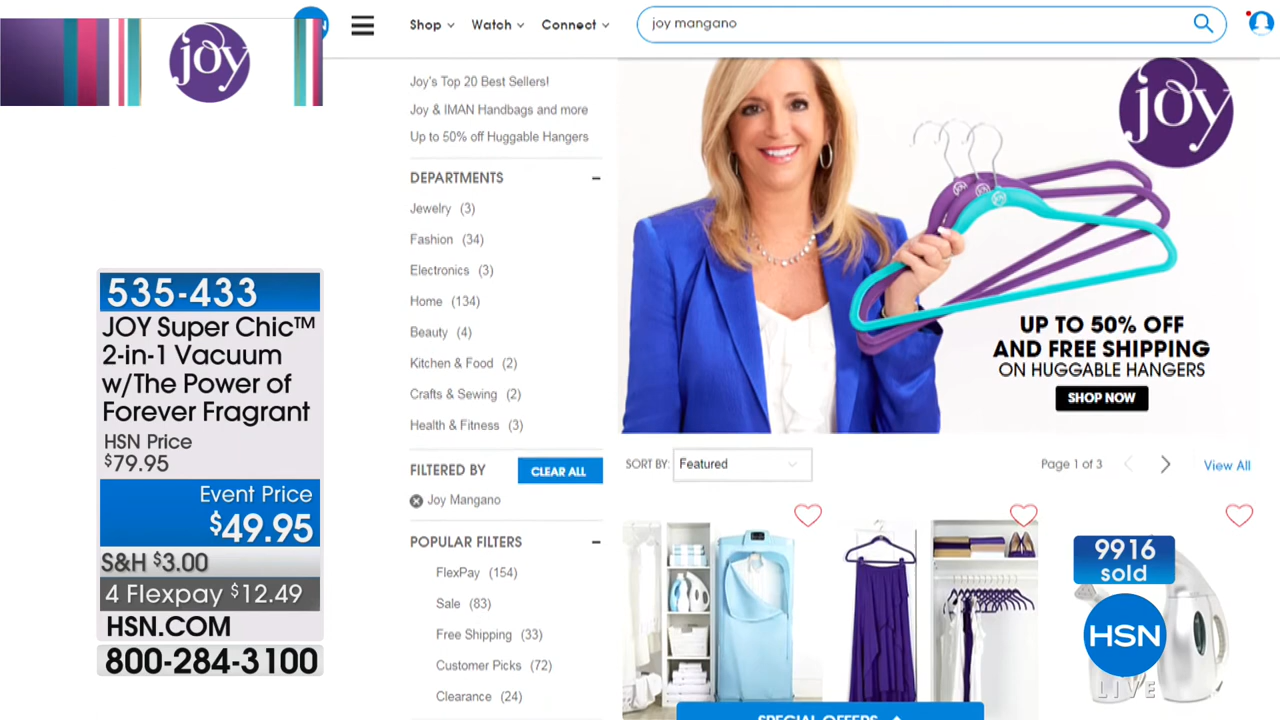 joy
Shop
Watch
Connect
joy mangano
535-433
JOY Super Chic™
2-in-1 Vacuum
w/The Power of
Forever Fragrant
HSN Price
$79.95
Event Price
$49.95
S&H $3.00
4 Flexpay $12.49
HSN.COM
800-284-3100
Joy's Top 20 Best Sellers!
Joy & IMAN Handbags and more
Up to 50% off Huggable Hangers
DEPARTMENTS
Jewelry (3)
Fashion (34)
Electronics (3)
Home (134)
Beauty (4)
Kitchen & Food (2)
Crafts & Sewing (2)
Health & Fitness (3)
FILTERED BY
CLEAR ALL
Joy Mangano
POPULAR FILTERS
FlexPay (154)
Sale (83)
Free Shipping (33)
Customer Picks (72)
Clearance (24)
joy
UP TO 50% OFF
AND FREE SHIPPING
ON HUGGABLE HANGERS
SHOP NOW
SORT BY: Featured
Page 1 of 3
View All
9916
sold
HSN
LIVE
SPECIAL OFFERS